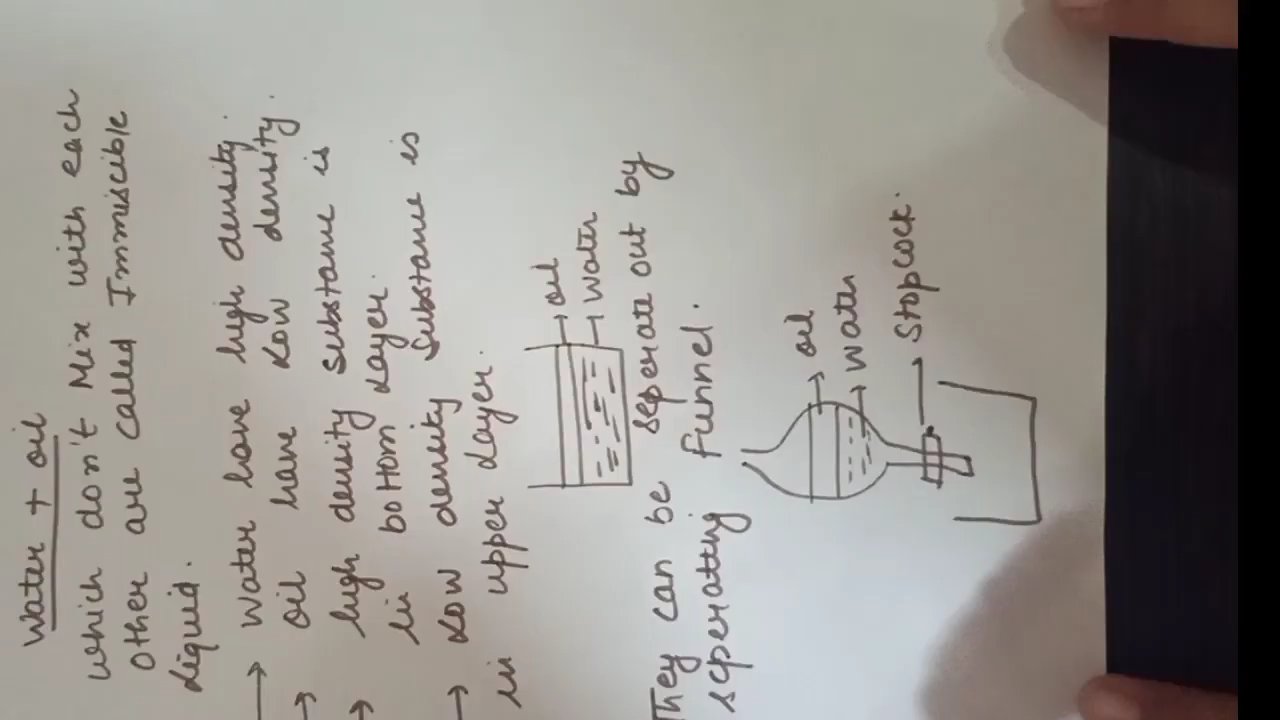 Water + oil
which don't Mix with each
Other are called Immiscible
Liquid.
→ Water have high density.
→ oil have Low density.
→ high density Substance is
in bottom Layer.
→ Low density Substance is
in upper Layer.
→ oil
→ Water
They can be seperate out by
seperatting funnel.
→ oil
→ Water
→ Stopcock.